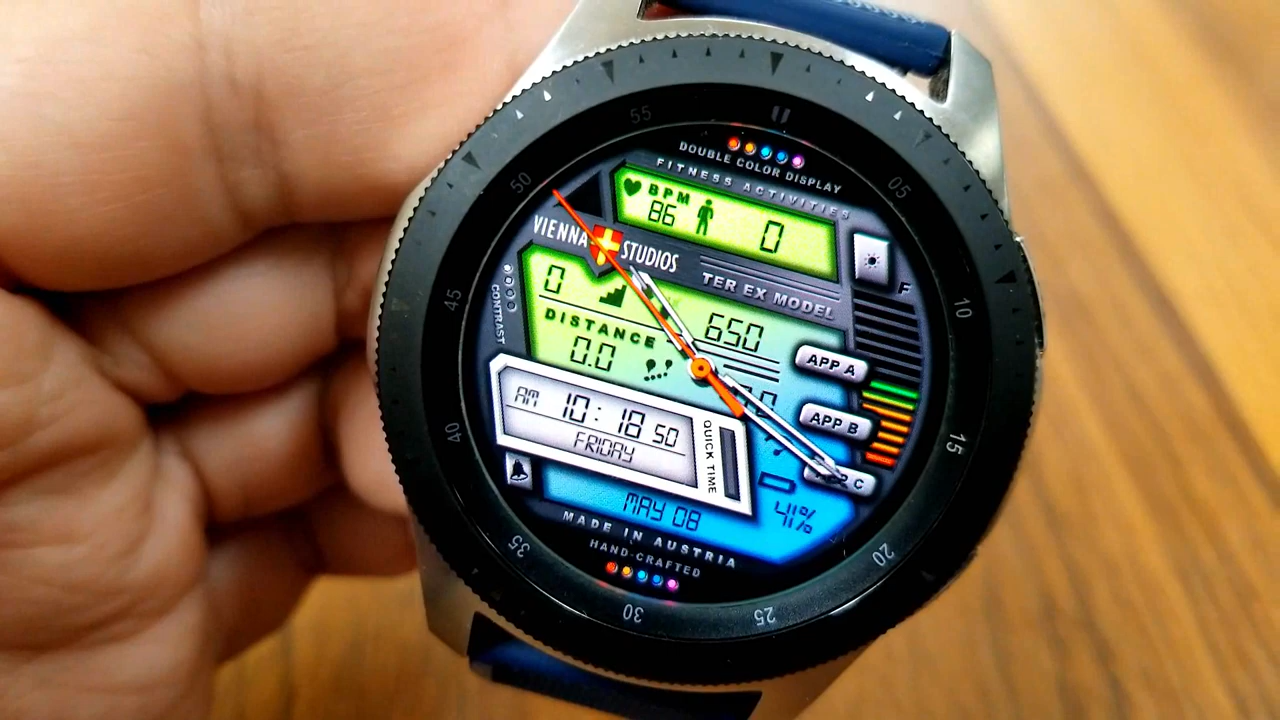 55
05
50
10
45
15
40
20
35
25
30
DOUBLE COLOR DISPLAY
FITNESS ACTIVITIES
BPM
86
0
VIENNA STUDIOS
TER EX MODEL
F
0
650
DISTANCE
0.0
CONTRAST
APP A
APP B
C
AM 10:18 50
FRIDAY
QUICK TIME
MAY 08
41%
MADE IN AUSTRIA
HAND-CRAFTED